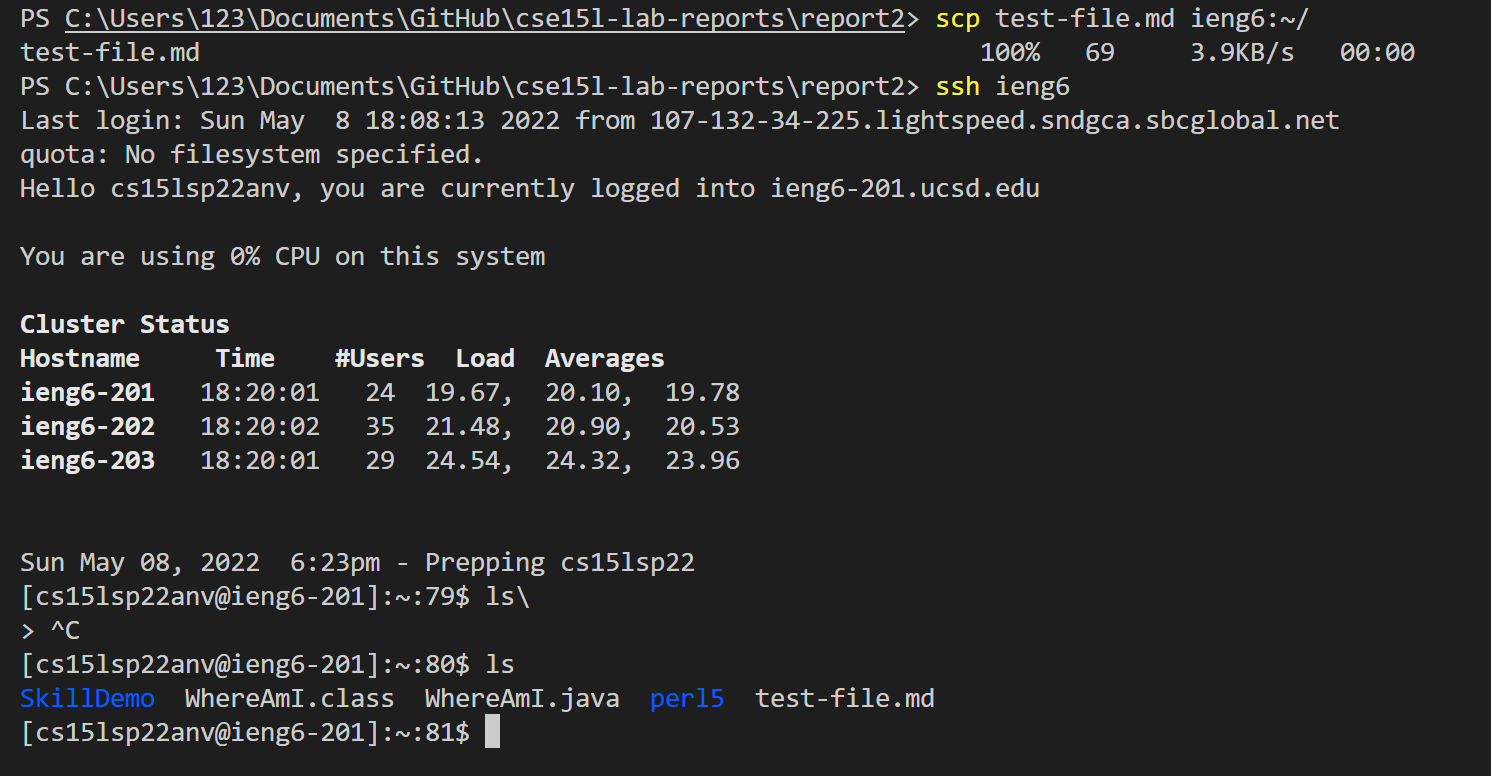 PS C:\Users\123\Documents\GitHub\cse15l-lab-reports\report2> scp test-file.md ieng6:~/
test-file.md                                                    100%   69     3.9KB/s   00:00
PS C:\Users\123\Documents\GitHub\cse15l-lab-reports\report2> ssh ieng6
Last login: Sun May  8 18:08:13 2022 from 107-132-34-225.lightspeed.sndgca.sbcglobal.net
quota: No filesystem specified.
Hello cs15lsp22anv, you are currently logged into ieng6-201.ucsd.edu

You are using 0% CPU on this system

Cluster Status
Hostname     Time    #Users  Load  Averages
ieng6-201   18:20:01   24  19.67,  20.10,  19.78
ieng6-202   18:20:02   35  21.48,  20.90,  20.53
ieng6-203   18:20:01   29  24.54,  24.32,  23.96

Sun May 08, 2022  6:23pm - Prepping cs15lsp22
[cs15lsp22anv@ieng6-201]:~:79$ ls\
> ^C
[cs15lsp22anv@ieng6-201]:~:80$ ls
SkillDemo  WhereAmI.class  WhereAmI.java  perl5  test-file.md
[cs15lsp22anv@ieng6-201]:~:81$